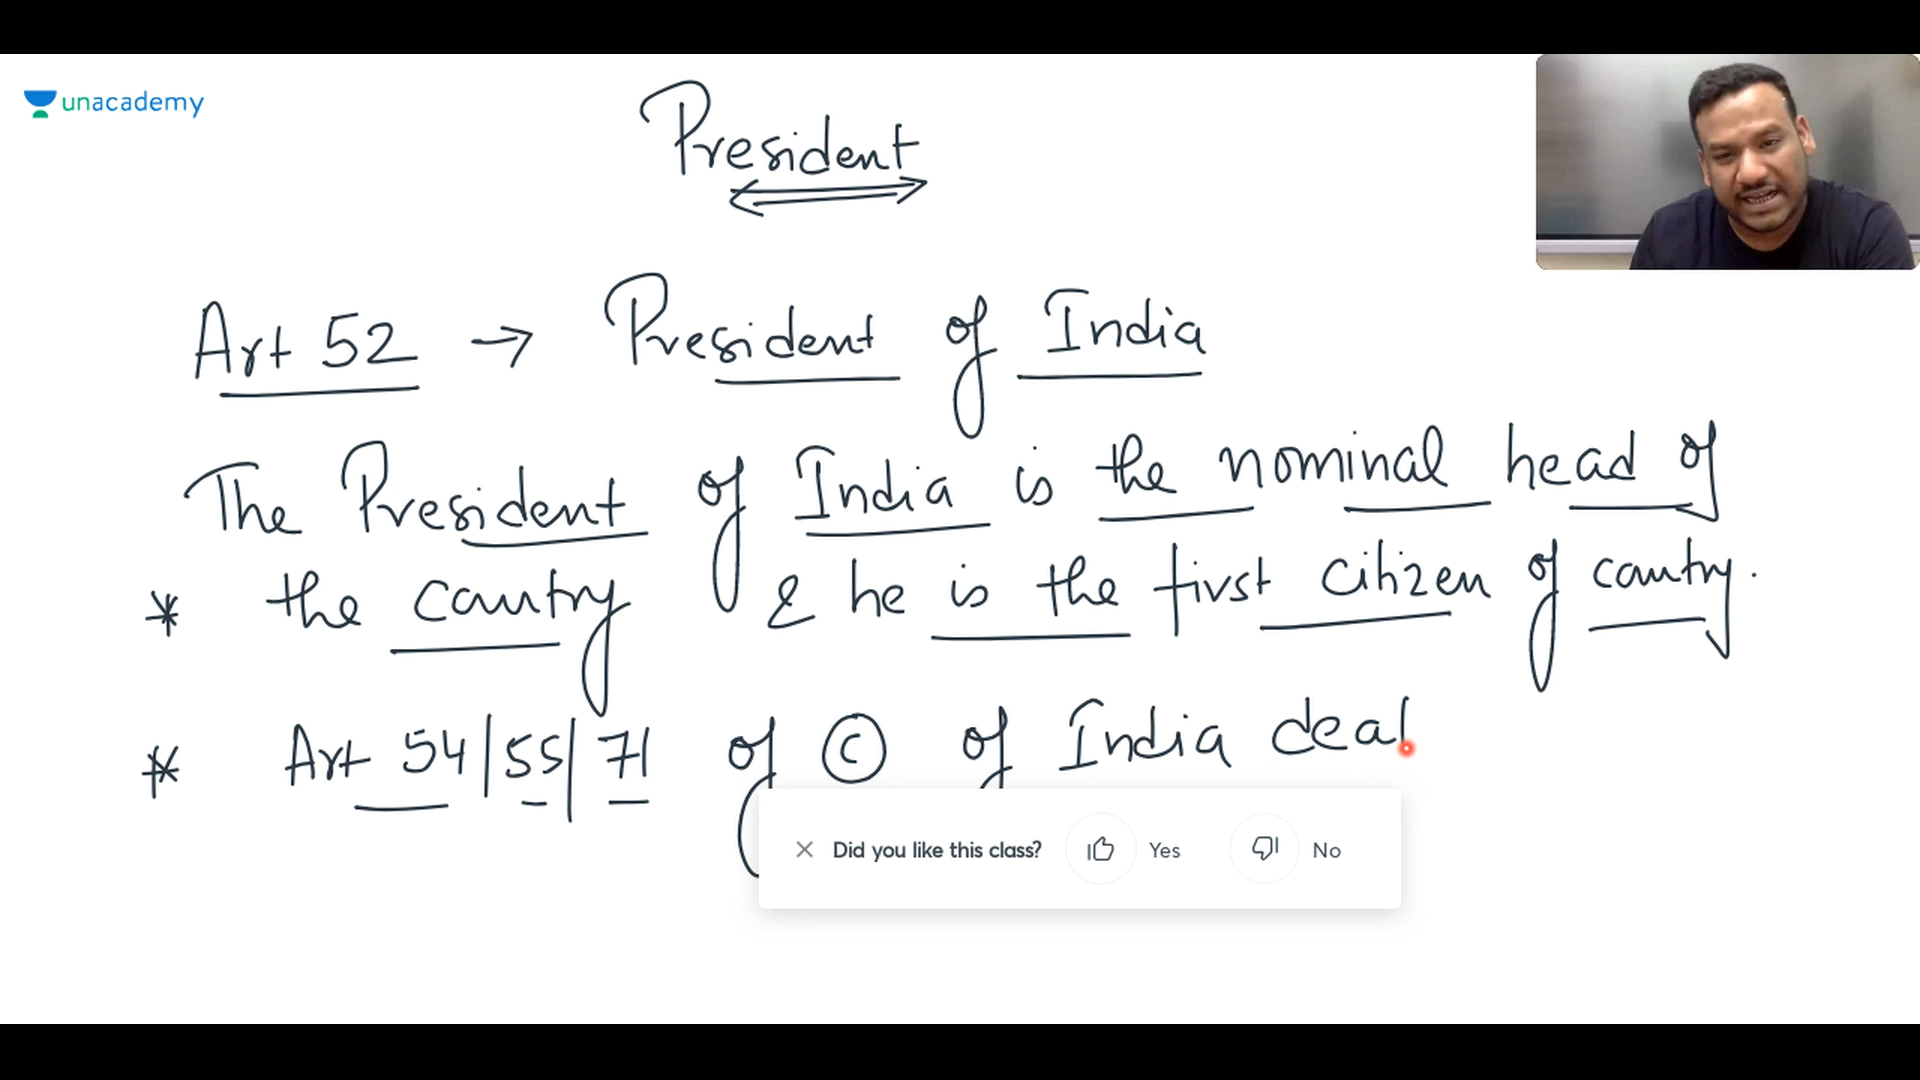 unacademy
President
Art 52 → President of India
The President of India is the nominal head of
* the country & he is the first citizen of country.
* Art 54|55|71 of © of India deal
Did you like this class? Yes No